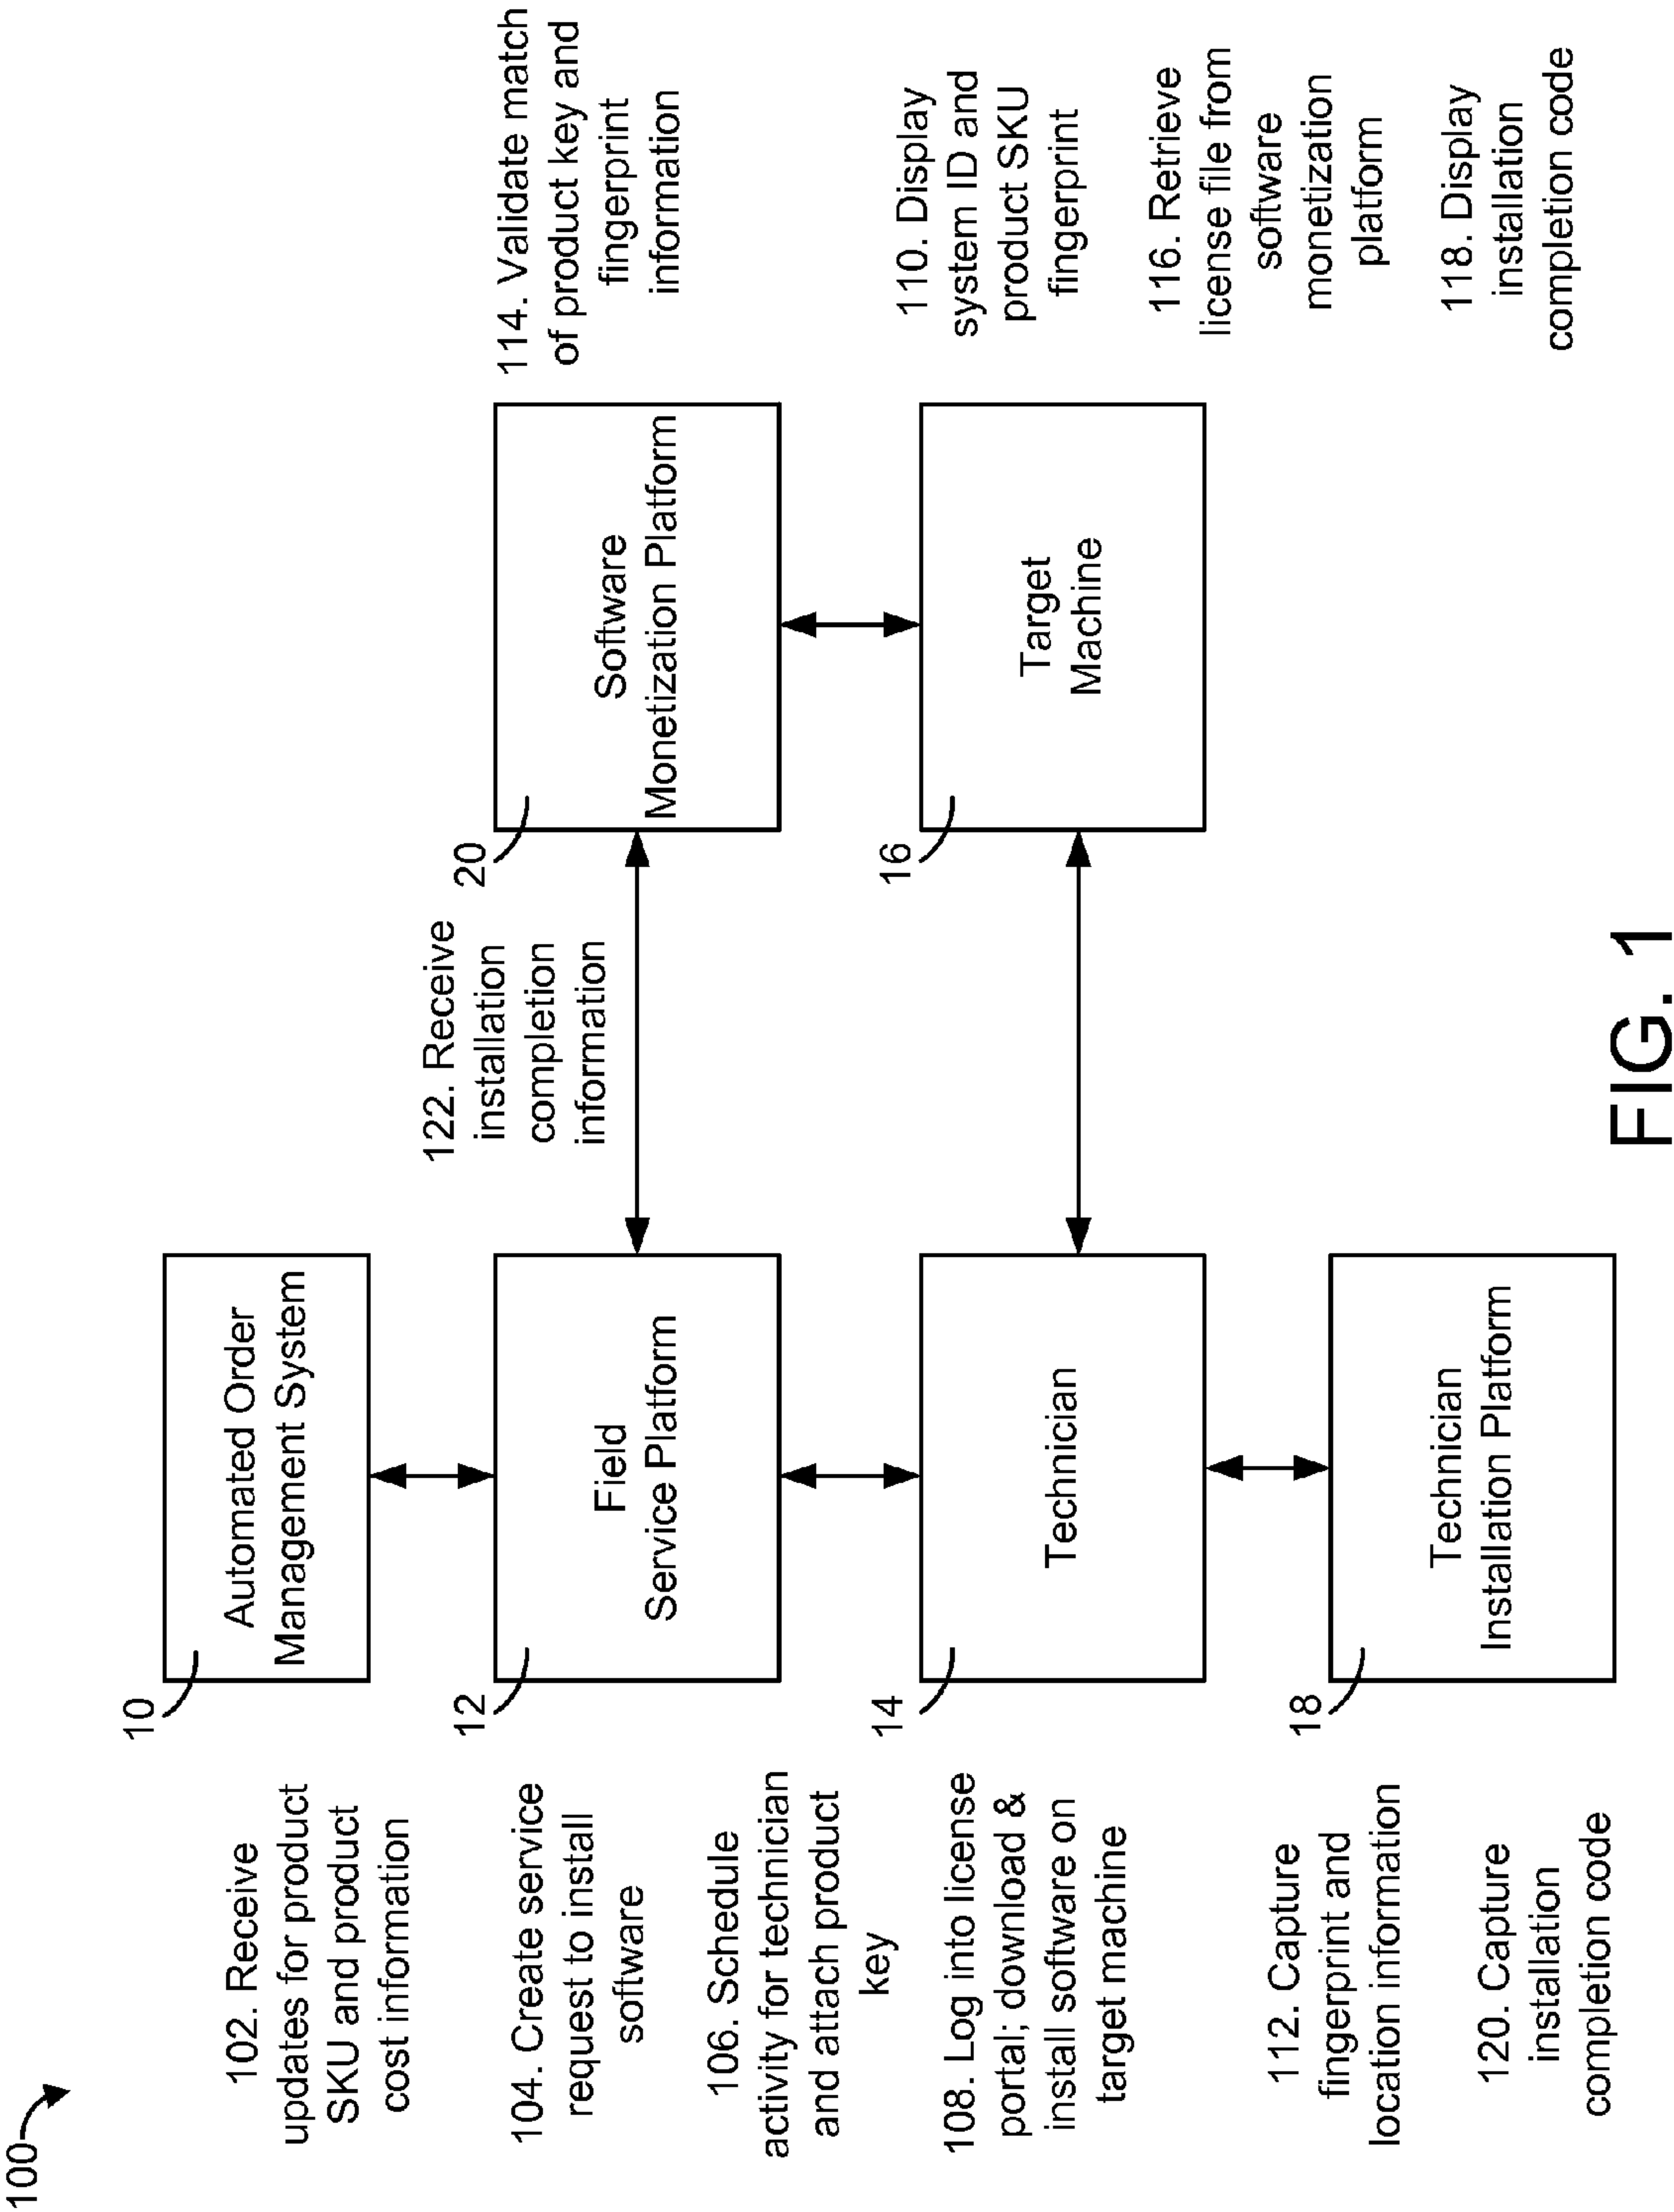 100
102. Receive
updates for product
SKU and product
cost information
10
Automated Order
Management System
104. Create service
request to install
software
106. Schedule
activity for technician
and attach product
key
12
Field
Service Platform
122. Receive
installation
completion
information
20
Software
Monetization Platform
114. Validate match
of product key and
fingerprint
information
108. Log into license
portal; download &
install software on
target machine
14
Technician
16
Target
Machine
110. Display
system ID and
product SKU
fingerprint
116. Retrieve
license file from
software
monetization
platform
118. Display
installation
completion code
112. Capture
fingerprint and
location information
120. Capture
installation
completion code
18
Technician
Installation Platform
FIG. 1